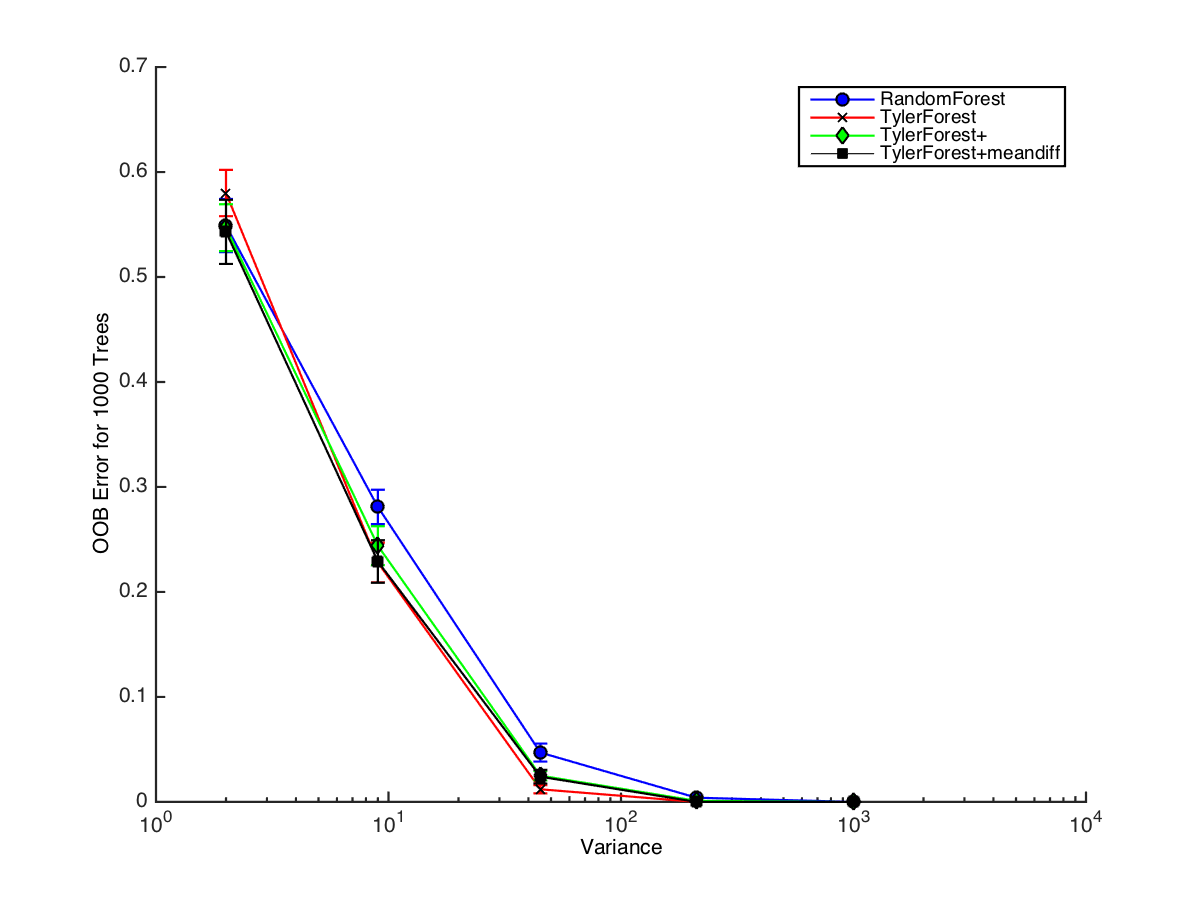 0.7
0.6
0.5
0.4
0.3
0.2
0.1
0
OOB Error for 1000 Trees
RandomForest
TylerForest
TylerForest+
TylerForest+meandiff
10^0 10^1 10^2 10^3 10^4
Variance